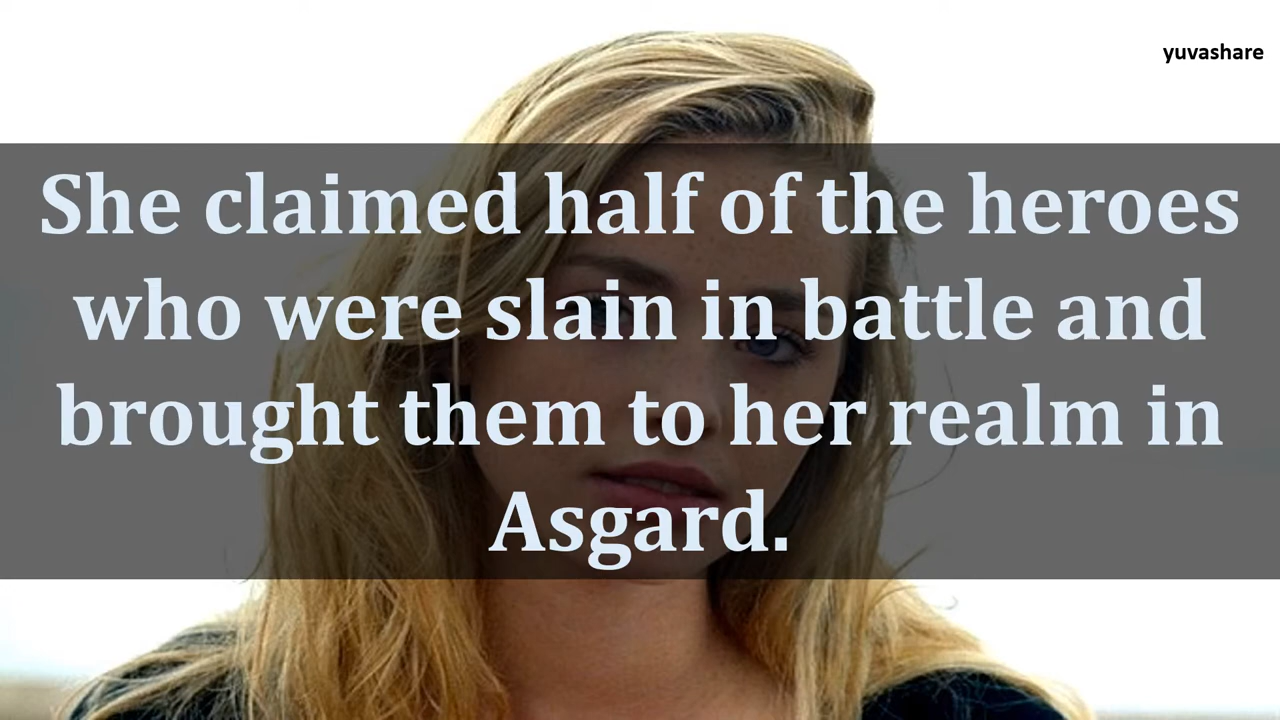 yuvashare
She claimed half of the heroes
who were slain in battle and
brought them to her realm in
Asgard.